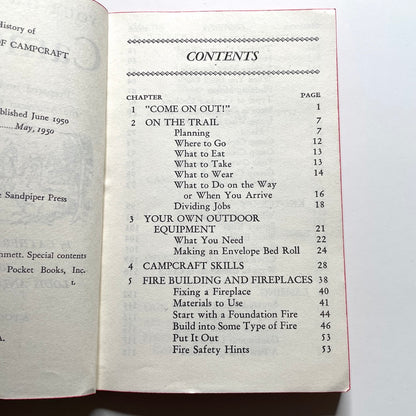 History of
OF CAMPCRAFT
blished June 1950
......May, 1950
e Sandpiper Press
mmett. Special contents
Pocket Books, Inc.
L
A.
CONTENTS
CHAPTER PAGE
1 "COME ON OUT!" 1
2 ON THE TRAIL 7
Planning 7
Where to Go 12
What to Eat 13
What to Take 13
What to Wear 14
What to Do on the Way
or When You Arrive 16
Dividing Jobs 18
3 YOUR OWN OUTDOOR
EQUIPMENT 21
What You Need 22
Making an Envelope Bed Roll 24
4 CAMPCRAFT SKILLS 28
5 FIRE BUILDING AND FIREPLACES 38
Fixing a Fireplace 40
Materials to Use 41
Start with a Foundation Fire 44
Build into Some Type of Fire 46
Put It Out 53
Fire Safety Hints 53